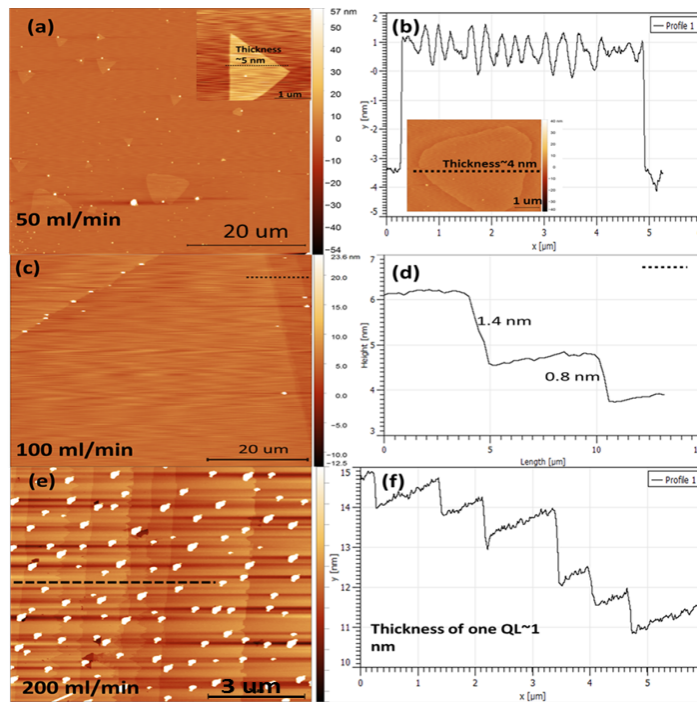 (a)
Thickness
~5 nm
1 um
50 ml/min
20 um
57 nm
50
40
30
20
10
0
−10
−20
−30
−40
−54
(b)
Profile 1
y [nm]
2
1
-0
-1
-2
-3
-4
-5
Thickness~4 nm
1 um
0 1 2 3 4 5
x [µm]
(c)
100 ml/min
20 um
23.6 nm
20.0
15.0
10.0
5.0
0.0
-5.0
-10.0
-12.5
(d)
Height [nm]
7
6
5
4
3
1.4 nm
0.8 nm
0 5 10
Length [µm]
(e)
200 ml/min
3 um
(f)
Profile 1
y [nm]
15
14
13
12
11
10
Thickness of one QL~1
nm
0 1 2 3 4 5
x [µm]